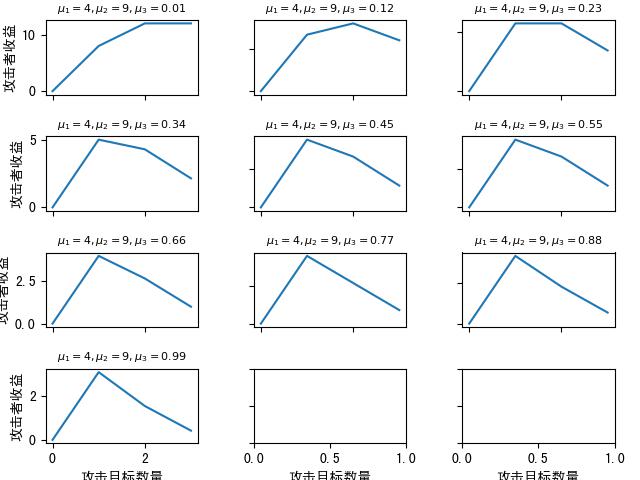 μ₁ = 4, μ₂ = 9, μ₃ = 0.01
μ₁ = 4, μ₂ = 9, μ₃ = 0.12
μ₁ = 4, μ₂ = 9, μ₃ = 0.23
攻击者收益
10
0
μ₁ = 4, μ₂ = 9, μ₃ = 0.34
μ₁ = 4, μ₂ = 9, μ₃ = 0.45
μ₁ = 4, μ₂ = 9, μ₃ = 0.55
攻击者收益
5
0
μ₁ = 4, μ₂ = 9, μ₃ = 0.66
μ₁ = 4, μ₂ = 9, μ₃ = 0.77
μ₁ = 4, μ₂ = 9, μ₃ = 0.88
攻击者收益
2.5
0.0
μ₁ = 4, μ₂ = 9, μ₃ = 0.99
攻击者收益
2
0
0 2
0.0 0.5 1.0
0.0 0.5 1.0
攻击目标数量
攻击目标数量
攻击目标数量